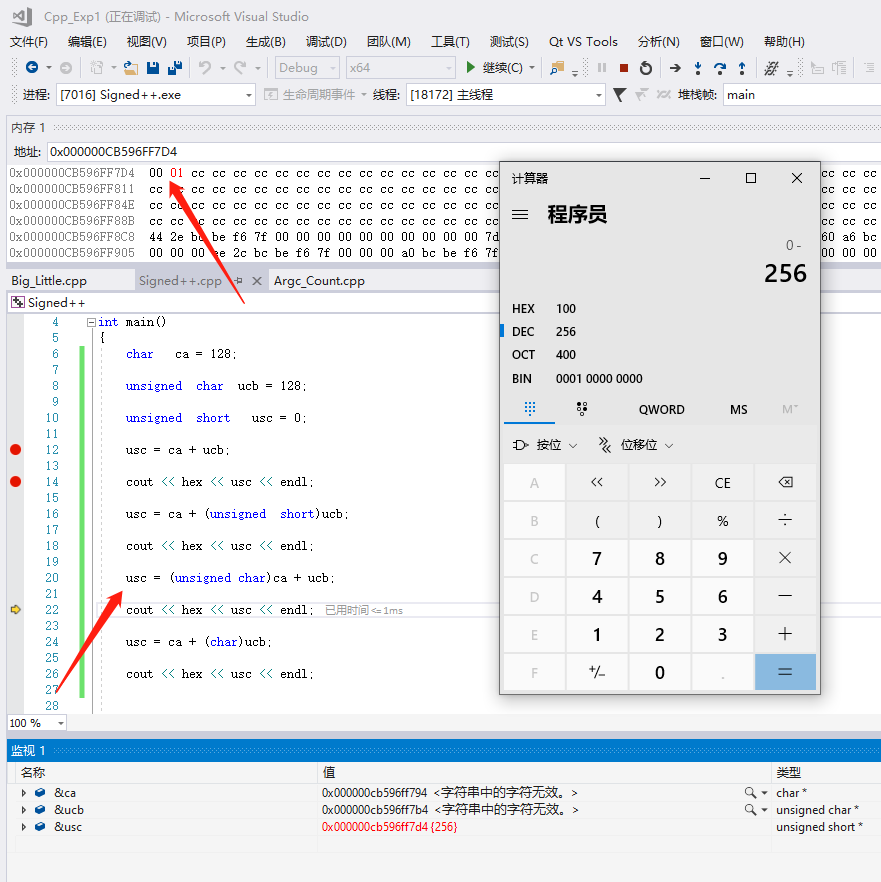 Cpp_Exp1 (正在调试) - Microsoft Visual Studio
文件(F) 编辑(E) 视图(V) 项目(P) 生成(B) 调试(D) 团队(M) 工具(T) 测试(S) Qt VS Tools 分析(N) 窗口(W) 帮助(H)
Debug x64 继续(C)
进程: [7016] Signed++.exe 生命周期事件 线程: [18172] 主线程 堆栈帧: main
内存 1
地址: 0x000000CB596FF7D4
0x000000CB596FF7D4 00 01 cc cc cc cc cc cc cc cc cc cc cc cc cc cc cc cc cc cc
0x000000CB596FF811 cc cc cc cc cc cc cc cc cc cc cc cc cc cc cc cc cc cc cc
0x000000CB596FF84E cc cc cc cc cc cc cc cc cc cc cc cc cc cc cc cc cc cc
0x000000CB596FF88B cc cc cc cc cc cc cc cc cc cc cc cc cc cc cc cc cc cc
0x000000CB596FF8C8 44 2e be f6 7f 00 00 00 00 00 00 00 00 00 7d 60 a6 bc
0x000000CB596FF905 00 00 00 2c bc be f6 7f 00 00 00 a0 bc be f6 7f 00 00 00
Big_Little.cpp Signed++.cpp Argc_Count.cpp
Signed++
4 int main()
5 {
6 char ca = 128;
7
8 unsigned char ucb = 128;
9
10 unsigned short usc = 0;
11
12 usc = ca + ucb;
13
14 cout << hex << usc << endl;
15
16 usc = ca + (unsigned short)ucb;
17
18 cout << hex << usc << endl;
19
20 usc = (unsigned char)ca + ucb;
21
22 cout << hex << usc << endl; 已用时间<=1ms
23
24 usc = ca + (char)ucb;
25
26 cout << hex << usc << endl;
27
28
100 %
计算器
程序员
0 -
256
HEX 100
DEC 256
OCT 400
BIN 0001 0000 0000
QWORD MS M˅
按位 位移位
A << >> CE
B ( ) % ÷
C 7 8 9 ×
D 4 5 6 −
E 1 2 3 +
F +/− 0 . =
监视 1
名称 值 类型
&ca 0x000000cb596ff794 <字符串中的字符无效。> char *
&ucb 0x000000cb596ff7b4 <字符串中的字符无效。> unsigned char *
&usc 0x000000cb596ff7d4 {256} unsigned short *